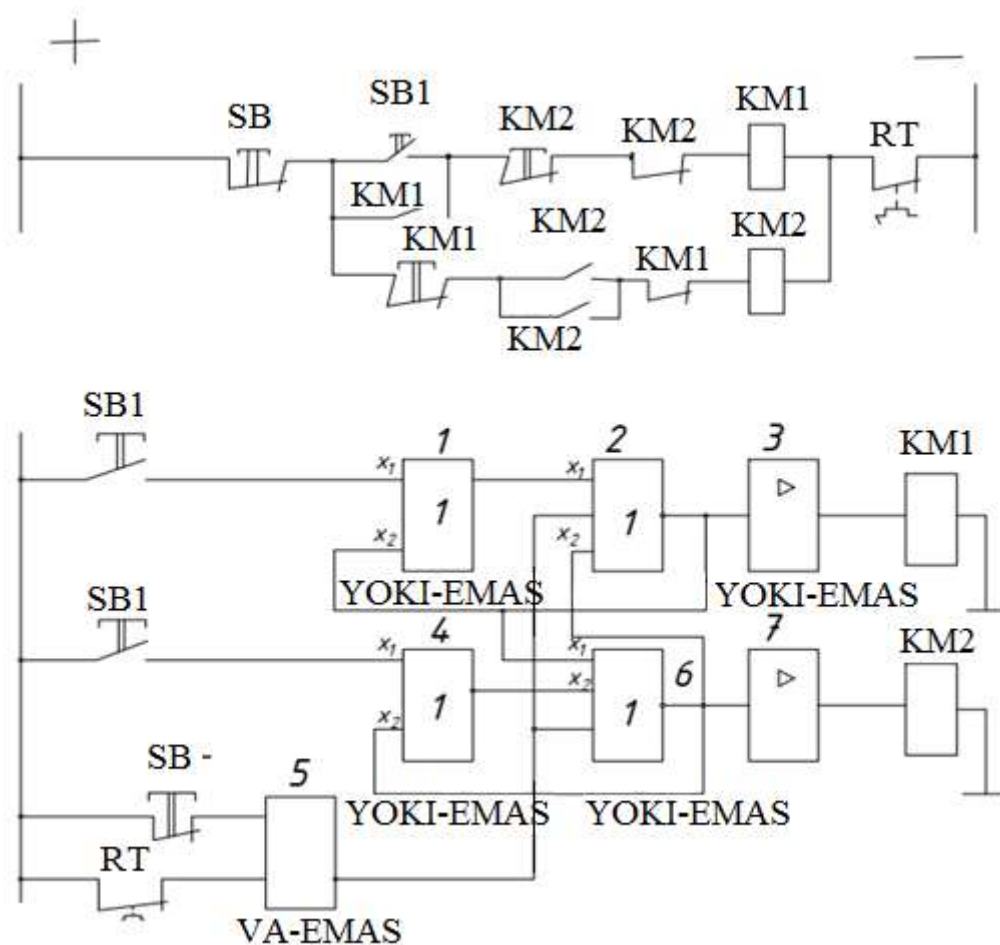 + −
SB SB1 KM2 KM2 KM1 RT
KM1
KM1 KM2 KM1 KM2
KM2
SB1 1 2 3 KM1
x₁ x₁ ▷
1 1
x₂ x₂
YOKI-EMAS YOKI-EMAS
SB1 4 7 KM2
x₁ x₁ 6 ▷
x₂
1 1
x₂
SB - 5
YOKI-EMAS YOKI-EMAS
RT
VA-EMAS